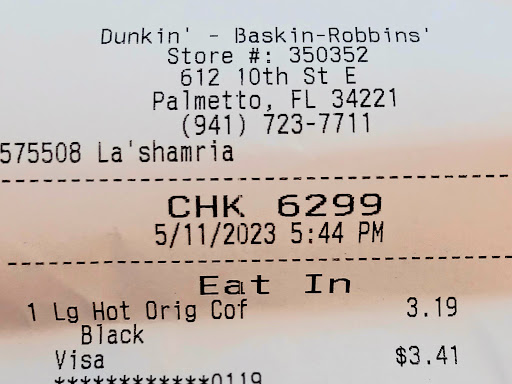 Dunkin' - Baskin-Robbins'
Store #: 350352
612 10th St E
Palmetto, FL 34221
(941) 723-7711
575508 La'shamria
CHK 6299
5/11/2023 5:44 PM
Eat In
1 Lg Hot Orig Cof 3.19
Black
Visa $3.41
************0119